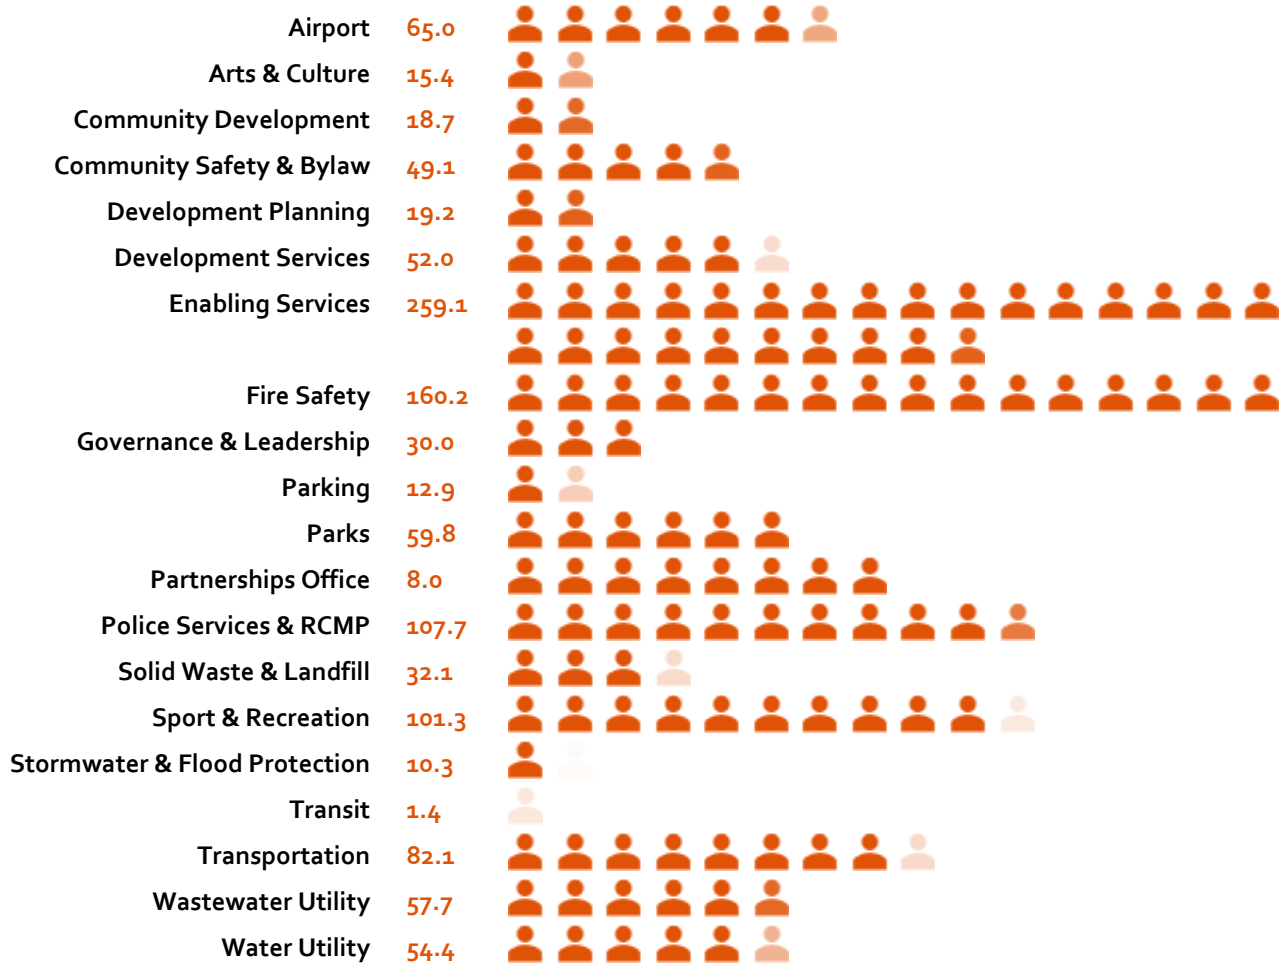 Airport 65.0
Arts & Culture 15.4
Community Development 18.7
Community Safety & Bylaw 49.1
Development Planning 19.2
Development Services 52.0
Enabling Services 259.1
Fire Safety 160.2
Governance & Leadership 30.0
Parking 12.9
Parks 59.8
Partnerships Office 8.0
Police Services & RCMP 107.7
Solid Waste & Landfill 32.1
Sport & Recreation 101.3
Stormwater & Flood Protection 10.3
Transit 1.4
Transportation 82.1
Wastewater Utility 57.7
Water Utility 54.4